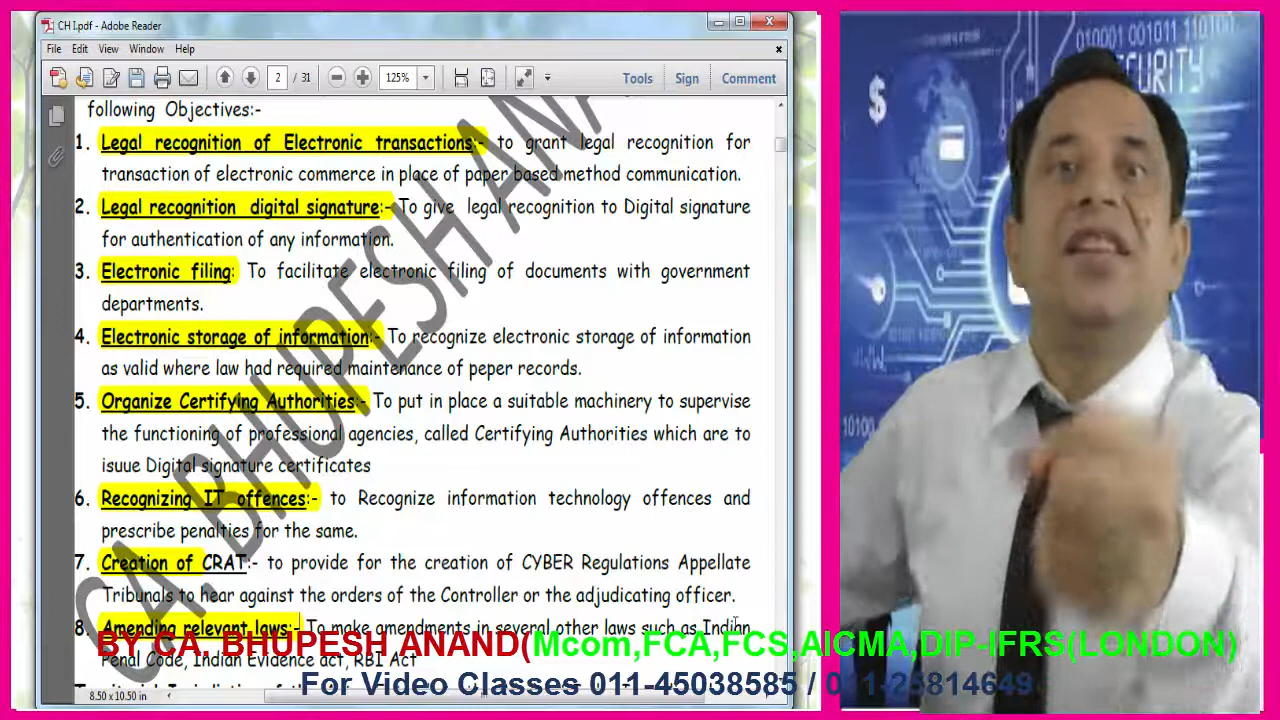 CH I.pdf - Adobe Reader
File Edit View Window Help
2 / 31 125% Tools Sign Comment
following Objectives:-
1. Legal recognition of Electronic transactions:- to grant legal recognition for
transaction of electronic commerce in place of paper based method communication.
2. Legal recognition digital signature:- To give legal recognition to Digital signature
for authentication of any information.
3. Electronic filing: To facilitate electronic filing of documents with government
departments.
4. Electronic storage of information:- To recognize electronic storage of information
as valid where law had required maintenance of peper records.
5. Organize Certifying Authorities:- To put in place a suitable machinery to supervise
the functioning of professional agencies, called Certifying Authorities which are to
isuue Digital signature certificates
6. Recognizing IT offences:- to Recognize information technology offences and
prescribe penalties for the same.
7. Creation of CRAT:- to provide for the creation of CYBER Regulations Appellate
Tribunals to hear against the orders of the Controller or the adjudicating officer.
8. Amending relevant laws:- To make amendments in several other laws such as Indian
Penal Code, Indian Evidence act, RBI Act
CA. BHUPESH ANA
8.50 x 10.50 in
BY CA. BHUPESH ANAND(Mcom,FCA,FCS,AICMA,DIP-IFRS(LONDON)
For Video Classes 011-45038585 / 011-25814649
$
010001 001011 110100
SECURITY
10100